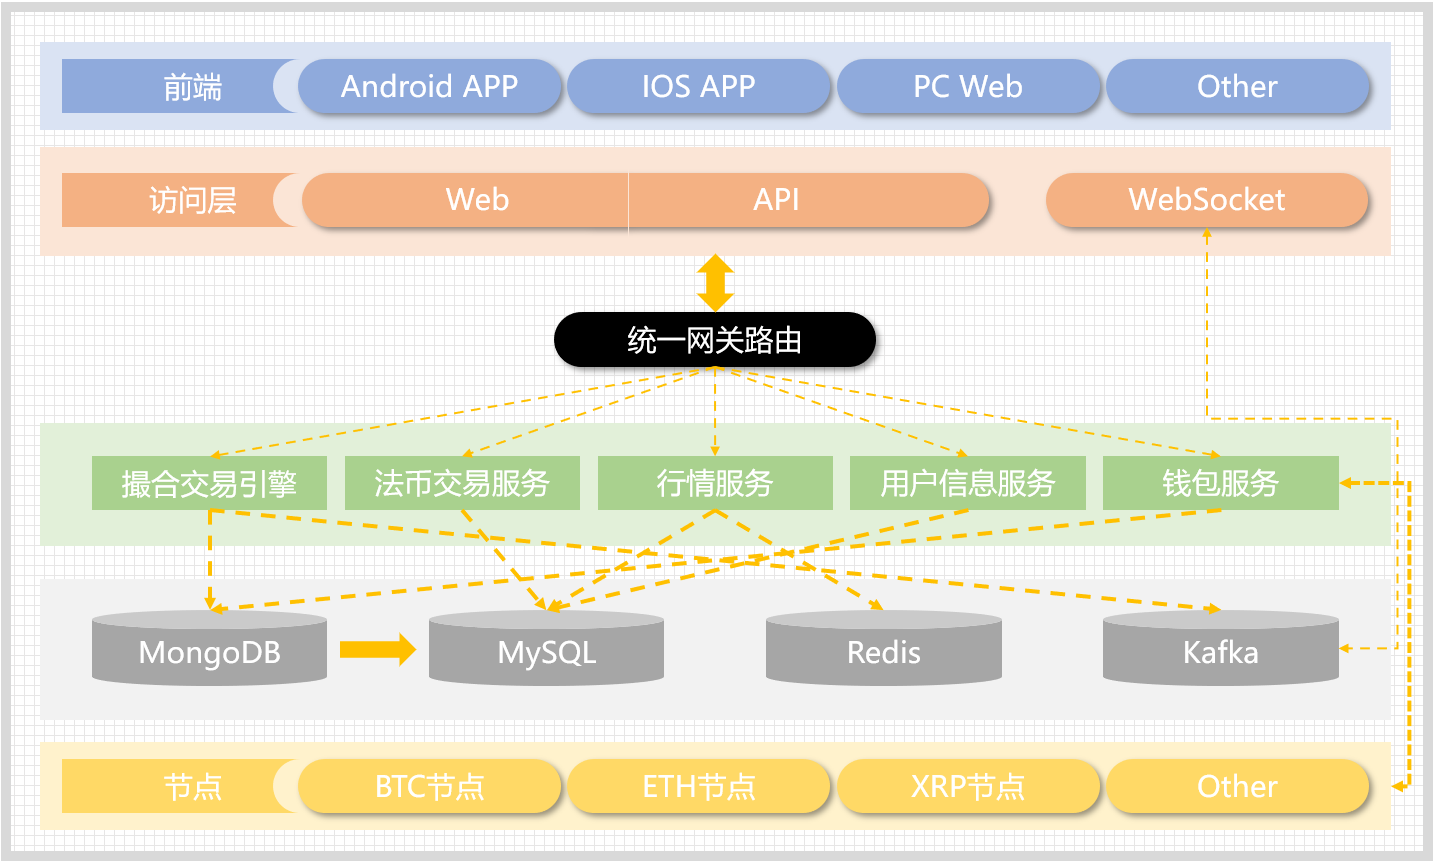 前端
Android APP
IOS APP
PC Web
Other
访问层
Web
API
WebSocket
统一网关路由
撮合交易引擎
法币交易服务
行情服务
用户信息服务
钱包服务
MongoDB
MySQL
Redis
Kafka
节点
BTC节点
ETH节点
XRP节点
Other